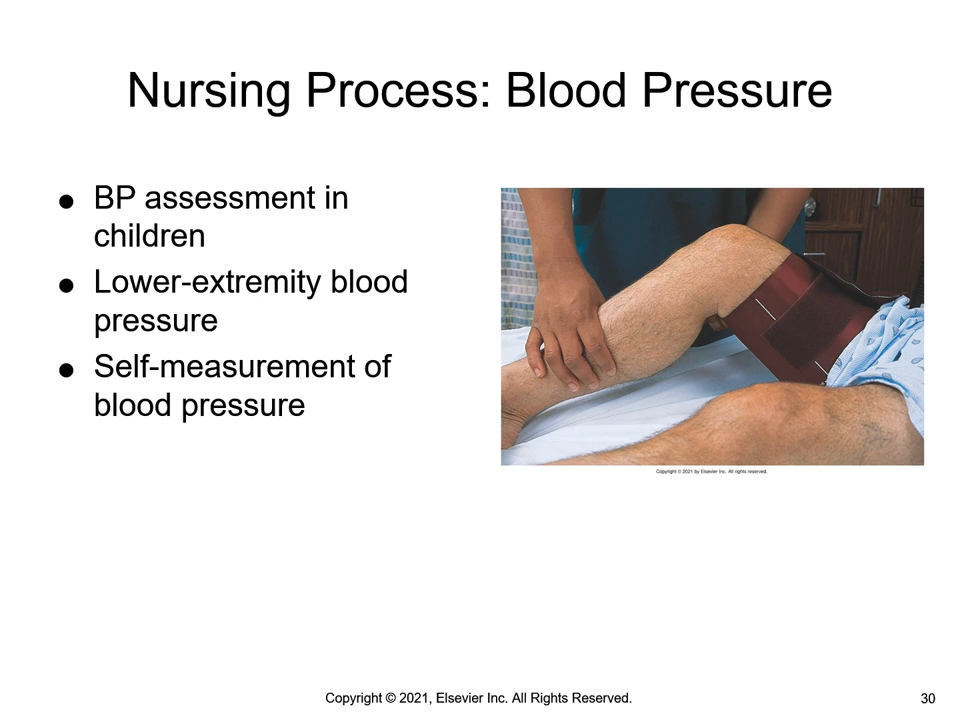 Nursing Process: Blood Pressure
● BP assessment in
children
● Lower-extremity blood
pressure
● Self-measurement of
blood pressure
Copyright © 2021 by Elsevier Inc. All rights reserved.
Copyright © 2021, Elsevier Inc. All Rights Reserved.
30